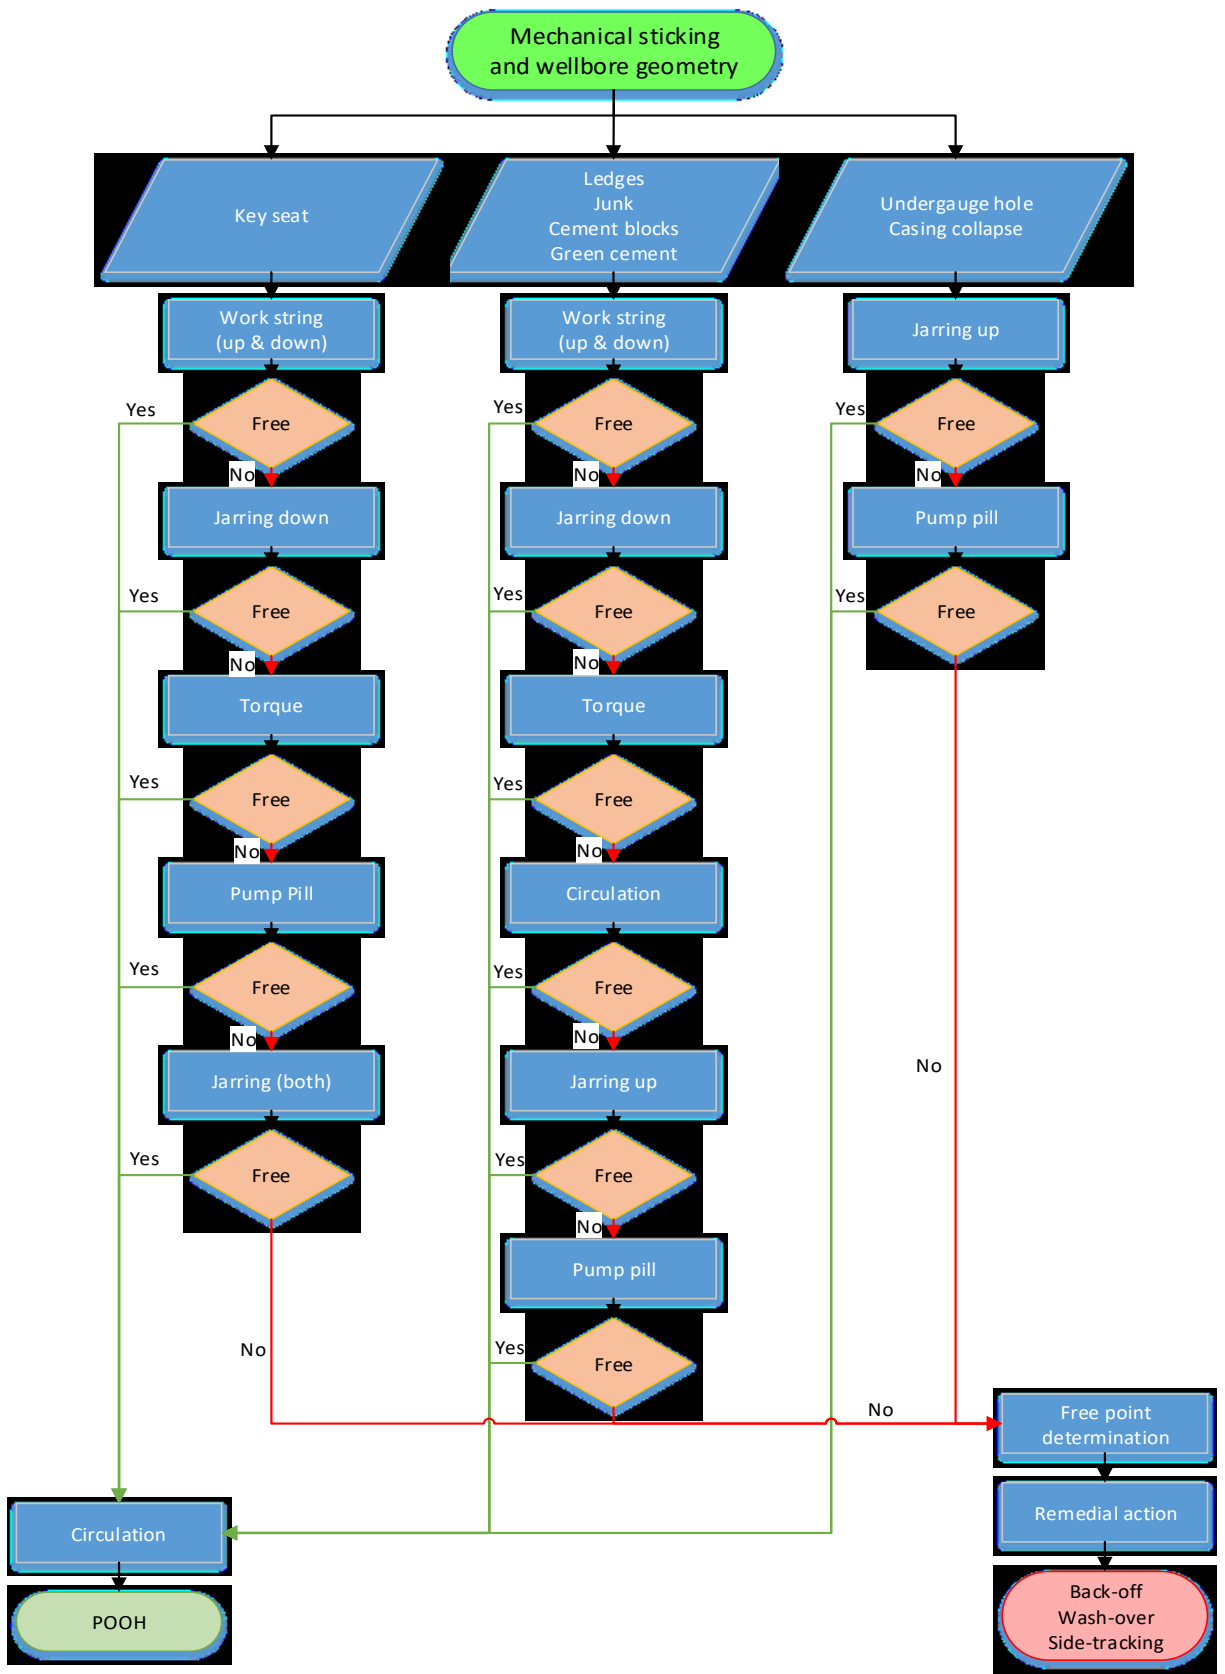 Mechanical sticking
and wellbore geometry
Key seat
Ledges
Junk
Cement blocks
Green cement
Undergauge hole
Casing collapse
Work string
(up & down)
Work string
(up & down)
Jarring up
Yes
Free
Yes
Free
Yes
Free
No
No
No
Jarring down
Jarring down
Pump pill
Yes
Free
Yes
Free
Yes
Free
No
No
Torque
Torque
Yes
Free
Yes
Free
No
No
Pump Pill
Circulation
Yes
Free
Yes
Free
No
No
No
Jarring (both)
Jarring up
Yes
Free
Yes
Free
No
Pump pill
No
Yes
Free
No
Free point
determination
Remedial action
Circulation
Back-off
Wash-over
Side-tracking
POOH